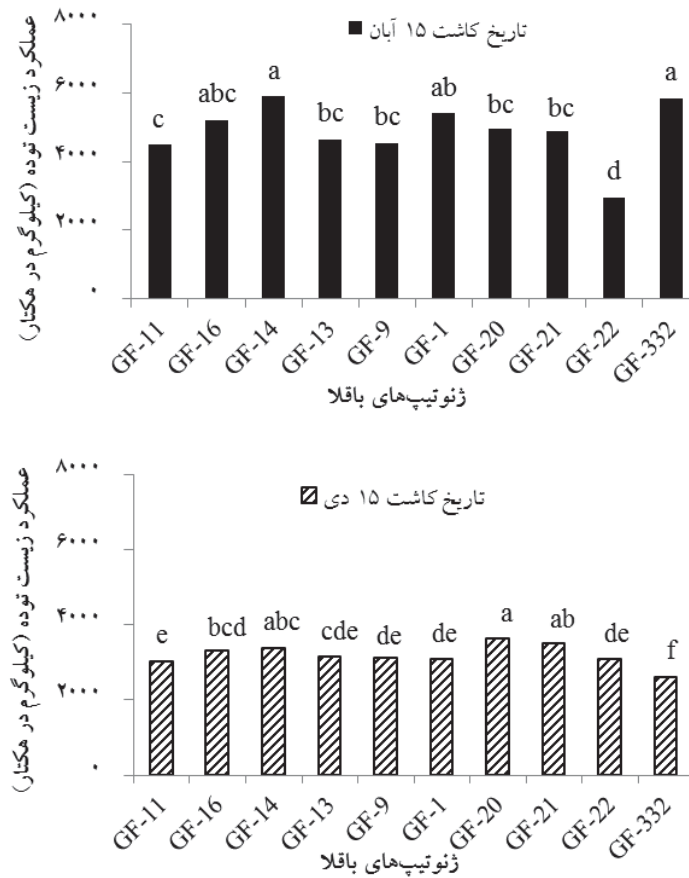 تاریخ کاشت ۱۵ آبان
عملکرد زیست توده (کیلوگرم در هکتار)
۸۰۰۰
۶۰۰۰
۴۰۰۰
۲۰۰۰
۰
c abc a bc bc ab bc bc d a
GF-11 GF-16 GF-14 GF-13 GF-9 GF-1 GF-20 GF-21 GF-22 GF-332
ژنوتیپ‌های باقلا
تاریخ کاشت ۱۵ دی
عملکرد زیست توده (کیلوگرم در هکتار)
۸۰۰۰
۶۰۰۰
۴۰۰۰
۲۰۰۰
۰
e bcd abc cde de de a ab de f
GF-11 GF-16 GF-14 GF-13 GF-9 GF-1 GF-20 GF-21 GF-22 GF-332
ژنوتیپ‌های باقلا